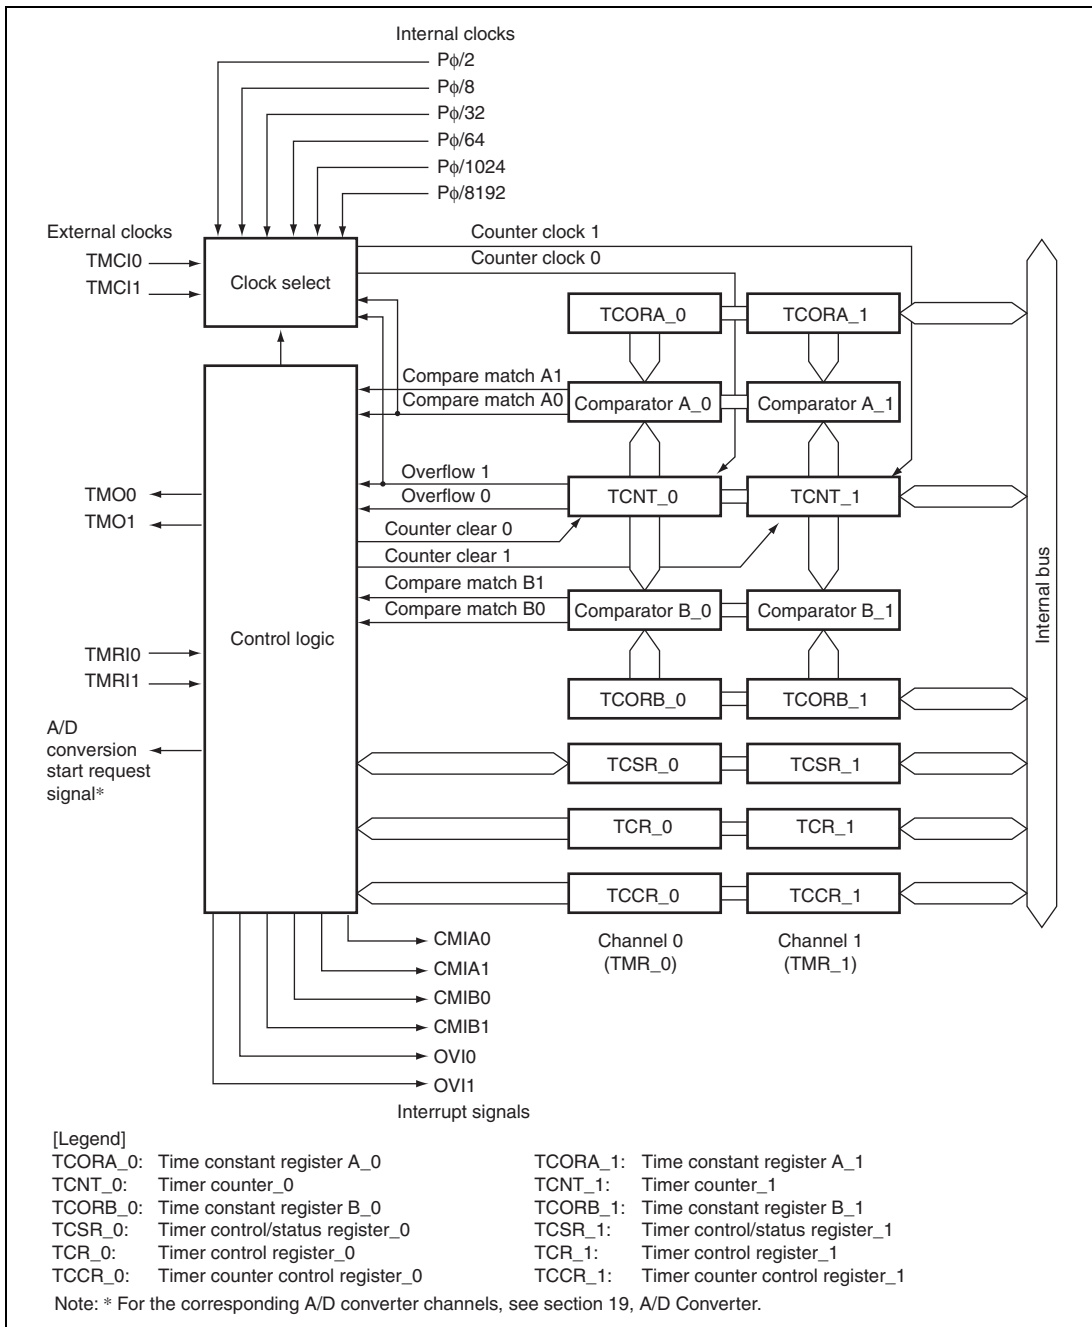 Internal clocks
Pϕ/2
Pϕ/8
Pϕ/32
Pϕ/64
Pϕ/1024
Pϕ/8192
External clocks
TMCI0
TMCI1
Clock select
Counter clock 1
Counter clock 0
TCORA_0
TCORA_1
Compare match A1
Compare match A0
Comparator A_0
Comparator A_1
TMO0
TMO1
Overflow 1
Overflow 0
TCNT_0
TCNT_1
Counter clear 0
Counter clear 1
Compare match B1
Compare match B0
Comparator B_0
Comparator B_1
Control logic
Internal bus
TMRI0
TMRI1
TCORB_0
TCORB_1
A/D
conversion
start request
signal*
TCSR_0
TCSR_1
TCR_0
TCR_1
TCCR_0
TCCR_1
Channel 0
(TMR_0)
Channel 1
(TMR_1)
CMIA0
CMIA1
CMIB0
CMIB1
OVI0
OVI1
Interrupt signals
[Legend]
TCORA_0: Time constant register A_0 TCORA_1: Time constant register A_1
TCNT_0: Timer counter_0 TCNT_1: Timer counter_1
TCORB_0: Time constant register B_0 TCORB_1: Time constant register B_1
TCSR_0: Timer control/status register_0 TCSR_1: Timer control/status register_1
TCR_0: Timer control register_0 TCR_1: Timer control register_1
TCCR_0: Timer counter control register_0 TCCR_1: Timer counter control register_1
Note: * For the corresponding A/D converter channels, see section 19, A/D Converter.